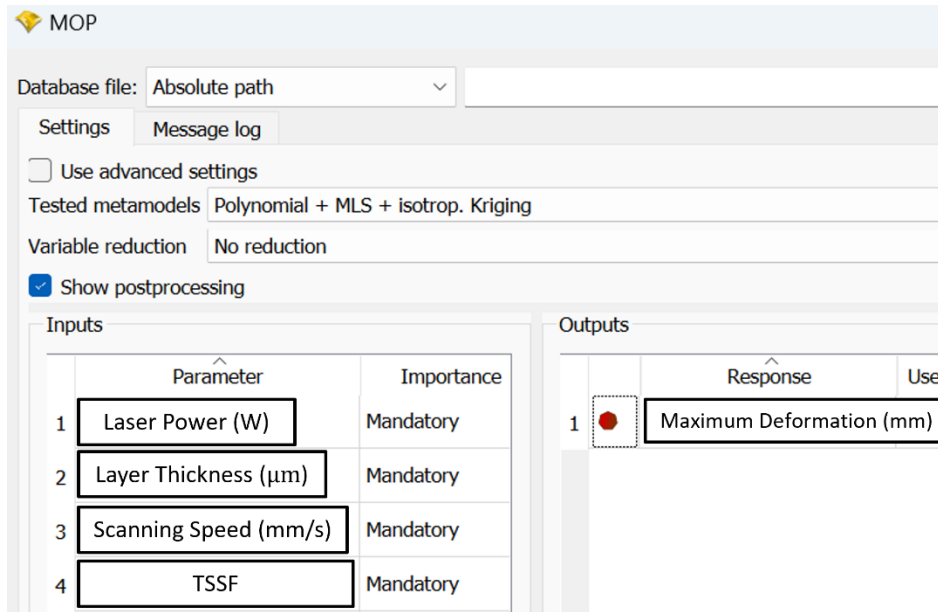 MOP
Database file: Absolute path
Settings Message log
Use advanced settings
Tested metamodels Polynomial + MLS + isotrop. Kriging
Variable reduction No reduction
Show postprocessing
Inputs Outputs
Parameter Importance Response Use
1 Laser Power (W) Mandatory 1 Maximum Deformation (mm)
2 Layer Thickness (μm) Mandatory
3 Scanning Speed (mm/s) Mandatory
4 TSSF Mandatory